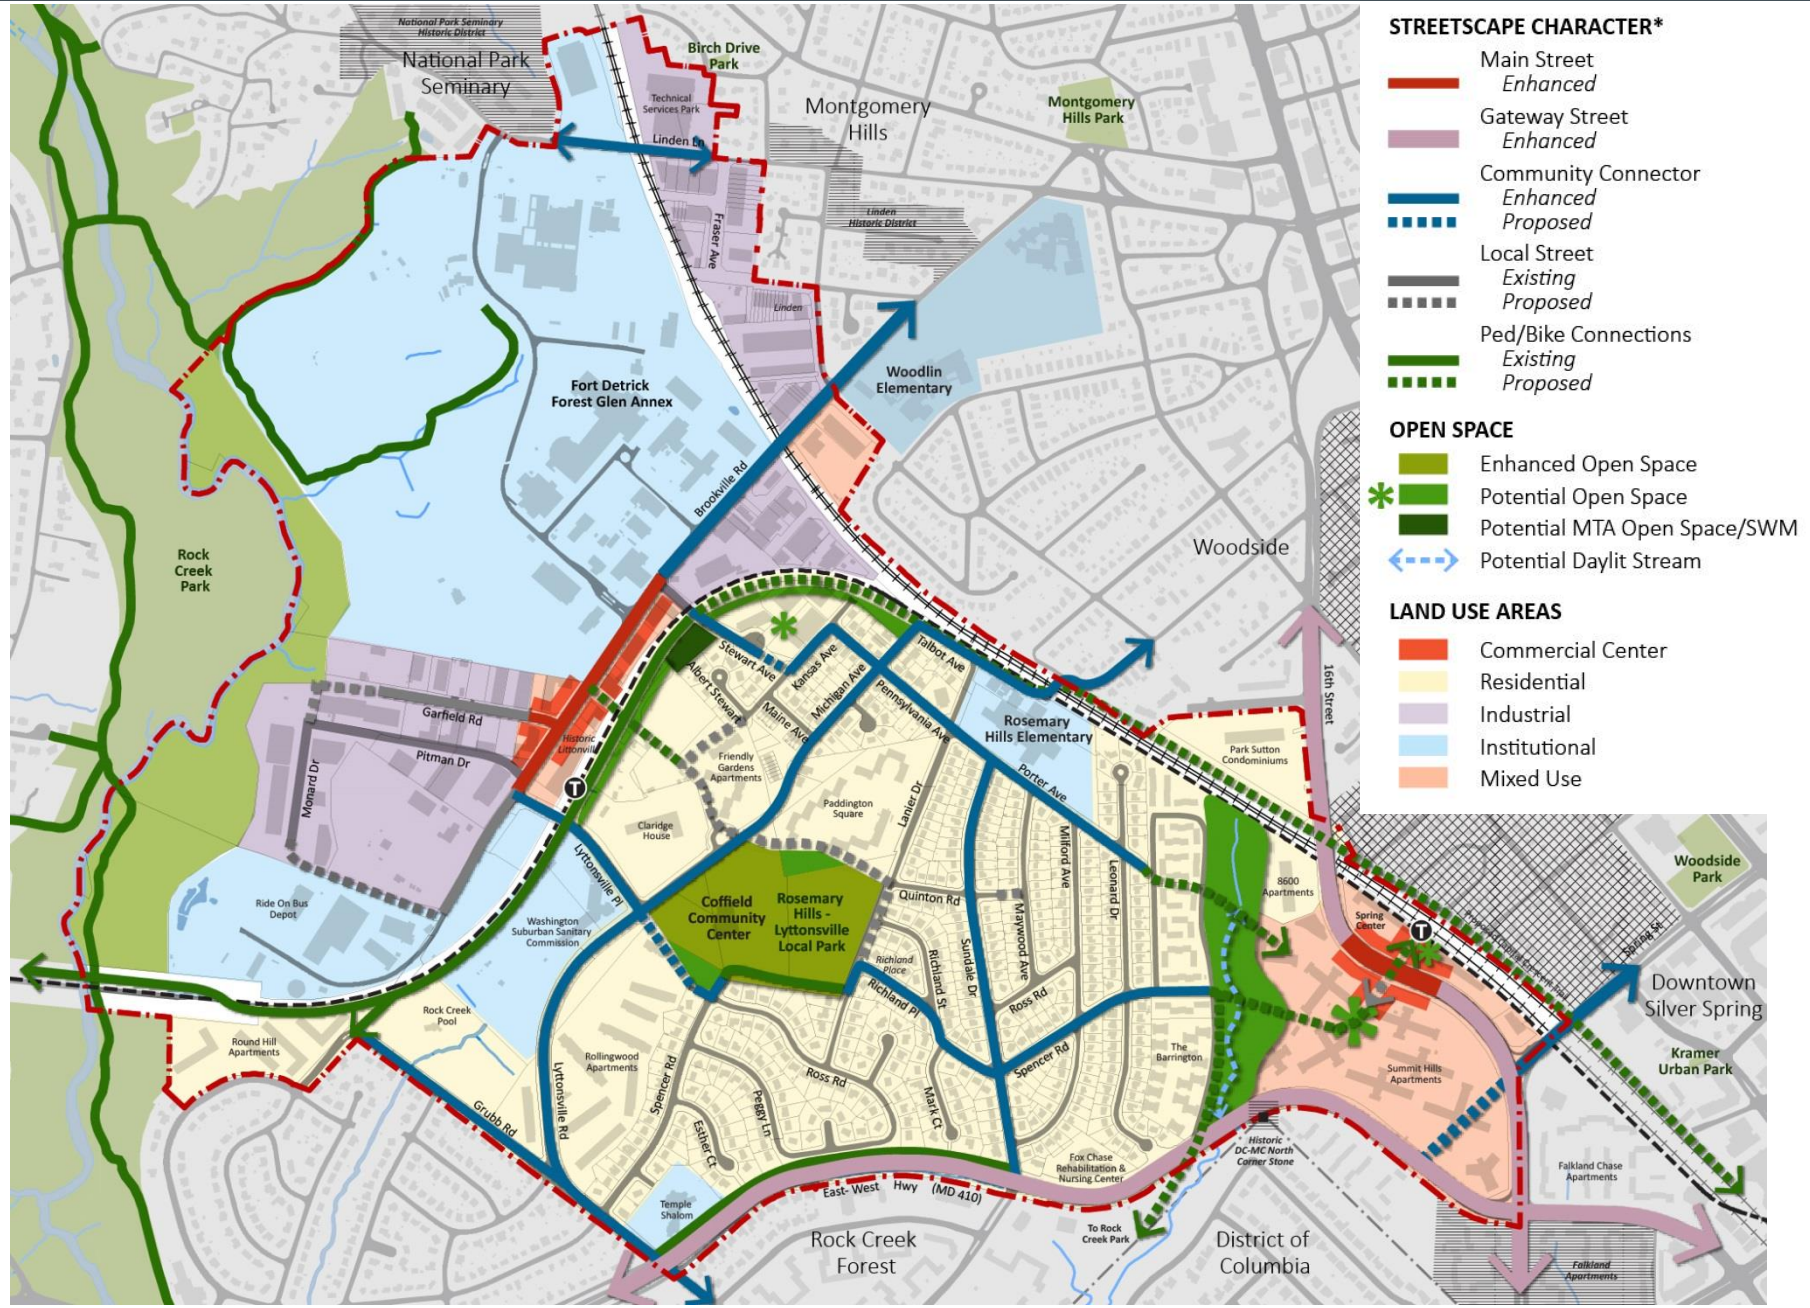 National Park Seminary
Historic District
National Park
Seminary
Birch Drive
Park
Technical
Services Park
Linden Ln
Montgomery
Hills
Montgomery
Hills Park
Linden
Historic District
Fraser Ave
Linden
Woodlin
Elementary
Fort Detrick
Forest Glen Annex
Brookville Rd
Woodside
Rock
Creek
Park
16th Street
Talbot Ave
Stewart Ave
Kansas Ave
Michigan Ave
Albert Stewart
Maine Ave
Pennsylvania Ave
Rosemary
Hills Elementary
Garfield Rd
Pitman Dr
Monard Dr
Historic
Littonville
T
Friendly
Gardens
Apartments
Park Sutton
Condominiums
Porter Ave
Paddington
Square
Lanier Dr
Claridge
House
Lyttonsville Pl
Milford Ave
Leonard Dr
8600
Apartments
Woodside
Park
Ride On Bus
Depot
Washington
Suburban Sanitary
Commission
Coffield
Community
Center
Rosemary
Hills -
Lyttonsville
Local Park
Quinton Rd
Maywood Ave
Sundale Dr
Spring
Center
T
Spring St
Richland
Place
Richland St
Richland Pl
Ross Rd
Downtown
Silver Spring
Rock Creek
Pool
Round Hill
Apartments
Rollingwood
Apartments
Spencer Rd
The
Barrington
Summit Hills
Apartments
Kramer
Urban Park
Lyttonsville Rd
Grubb Rd
Spencer Rd
Ross Rd
Peggy Ln
Mark Ct
Esther Ct
Historic
DC-MC North
Corner Stone
Fox Chase
Rehabilitation &
Nursing Center
Falkland Chase
Apartments
Temple
Shalom
East- West Hwy (MD 410)
To Rock
Creek Park
Rock Creek
Forest
District of
Columbia
Falkland
Apartments
STREETSCAPE CHARACTER*
Main Street
Enhanced
Gateway Street
Enhanced
Community Connector
Enhanced
Proposed
Local Street
Existing
Proposed
Ped/Bike Connections
Existing
Proposed
OPEN SPACE
Enhanced Open Space
Potential Open Space
Potential MTA Open Space/SWM
Potential Daylit Stream
LAND USE AREAS
Commercial Center
Residential
Industrial
Institutional
Mixed Use